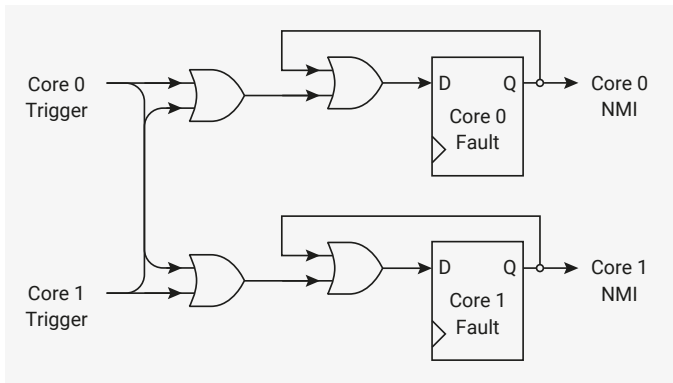 Core 0
Trigger
D
Q
Core 0
Fault
Core 0
NMI
Core 1
Trigger
D
Q
Core 1
Fault
Core 1
NMI